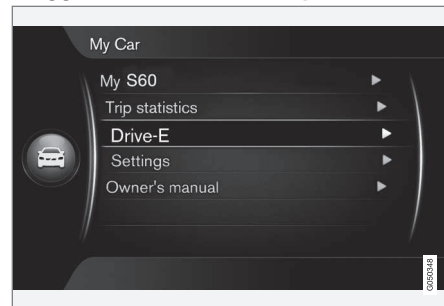 My Car
My S60
Trip statistics
Drive-E
Settings
Owner's manual
G050348